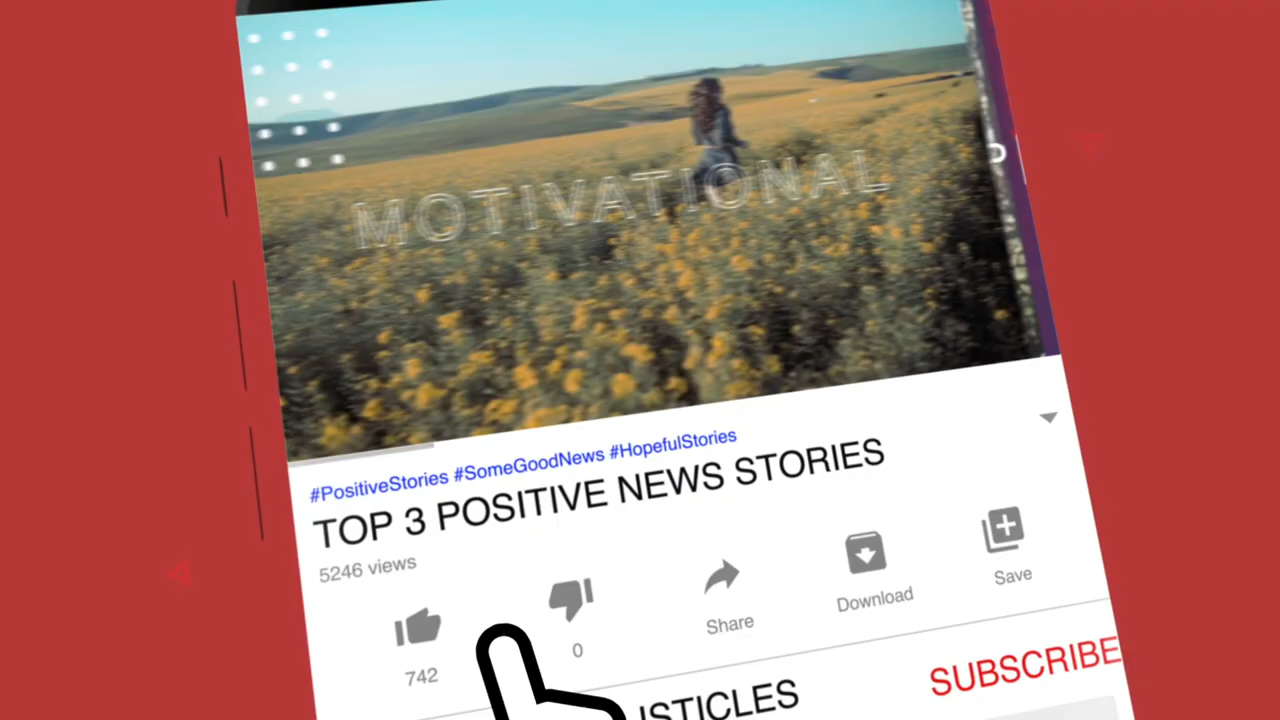 MOTIVATIONAL
#PositiveStories #SomeGoodNews #HopefulStories
TOP 3 POSITIVE NEWS STORIES
5246 views
742
0
Share
Download
Save
SUBSCRIBE